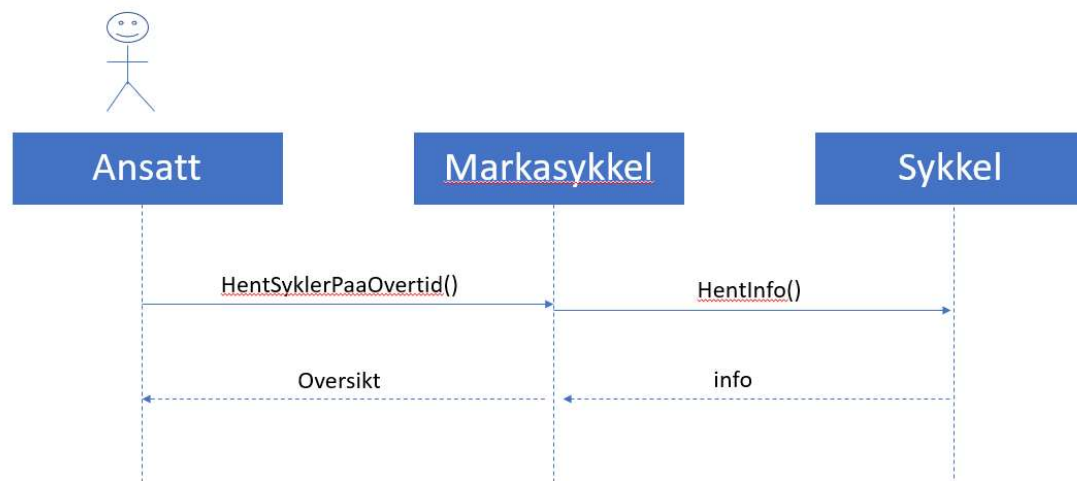 Ansatt
Markasykkel
Sykkel
HentSyklerPaaOvertid()
HentInfo()
Oversikt
info